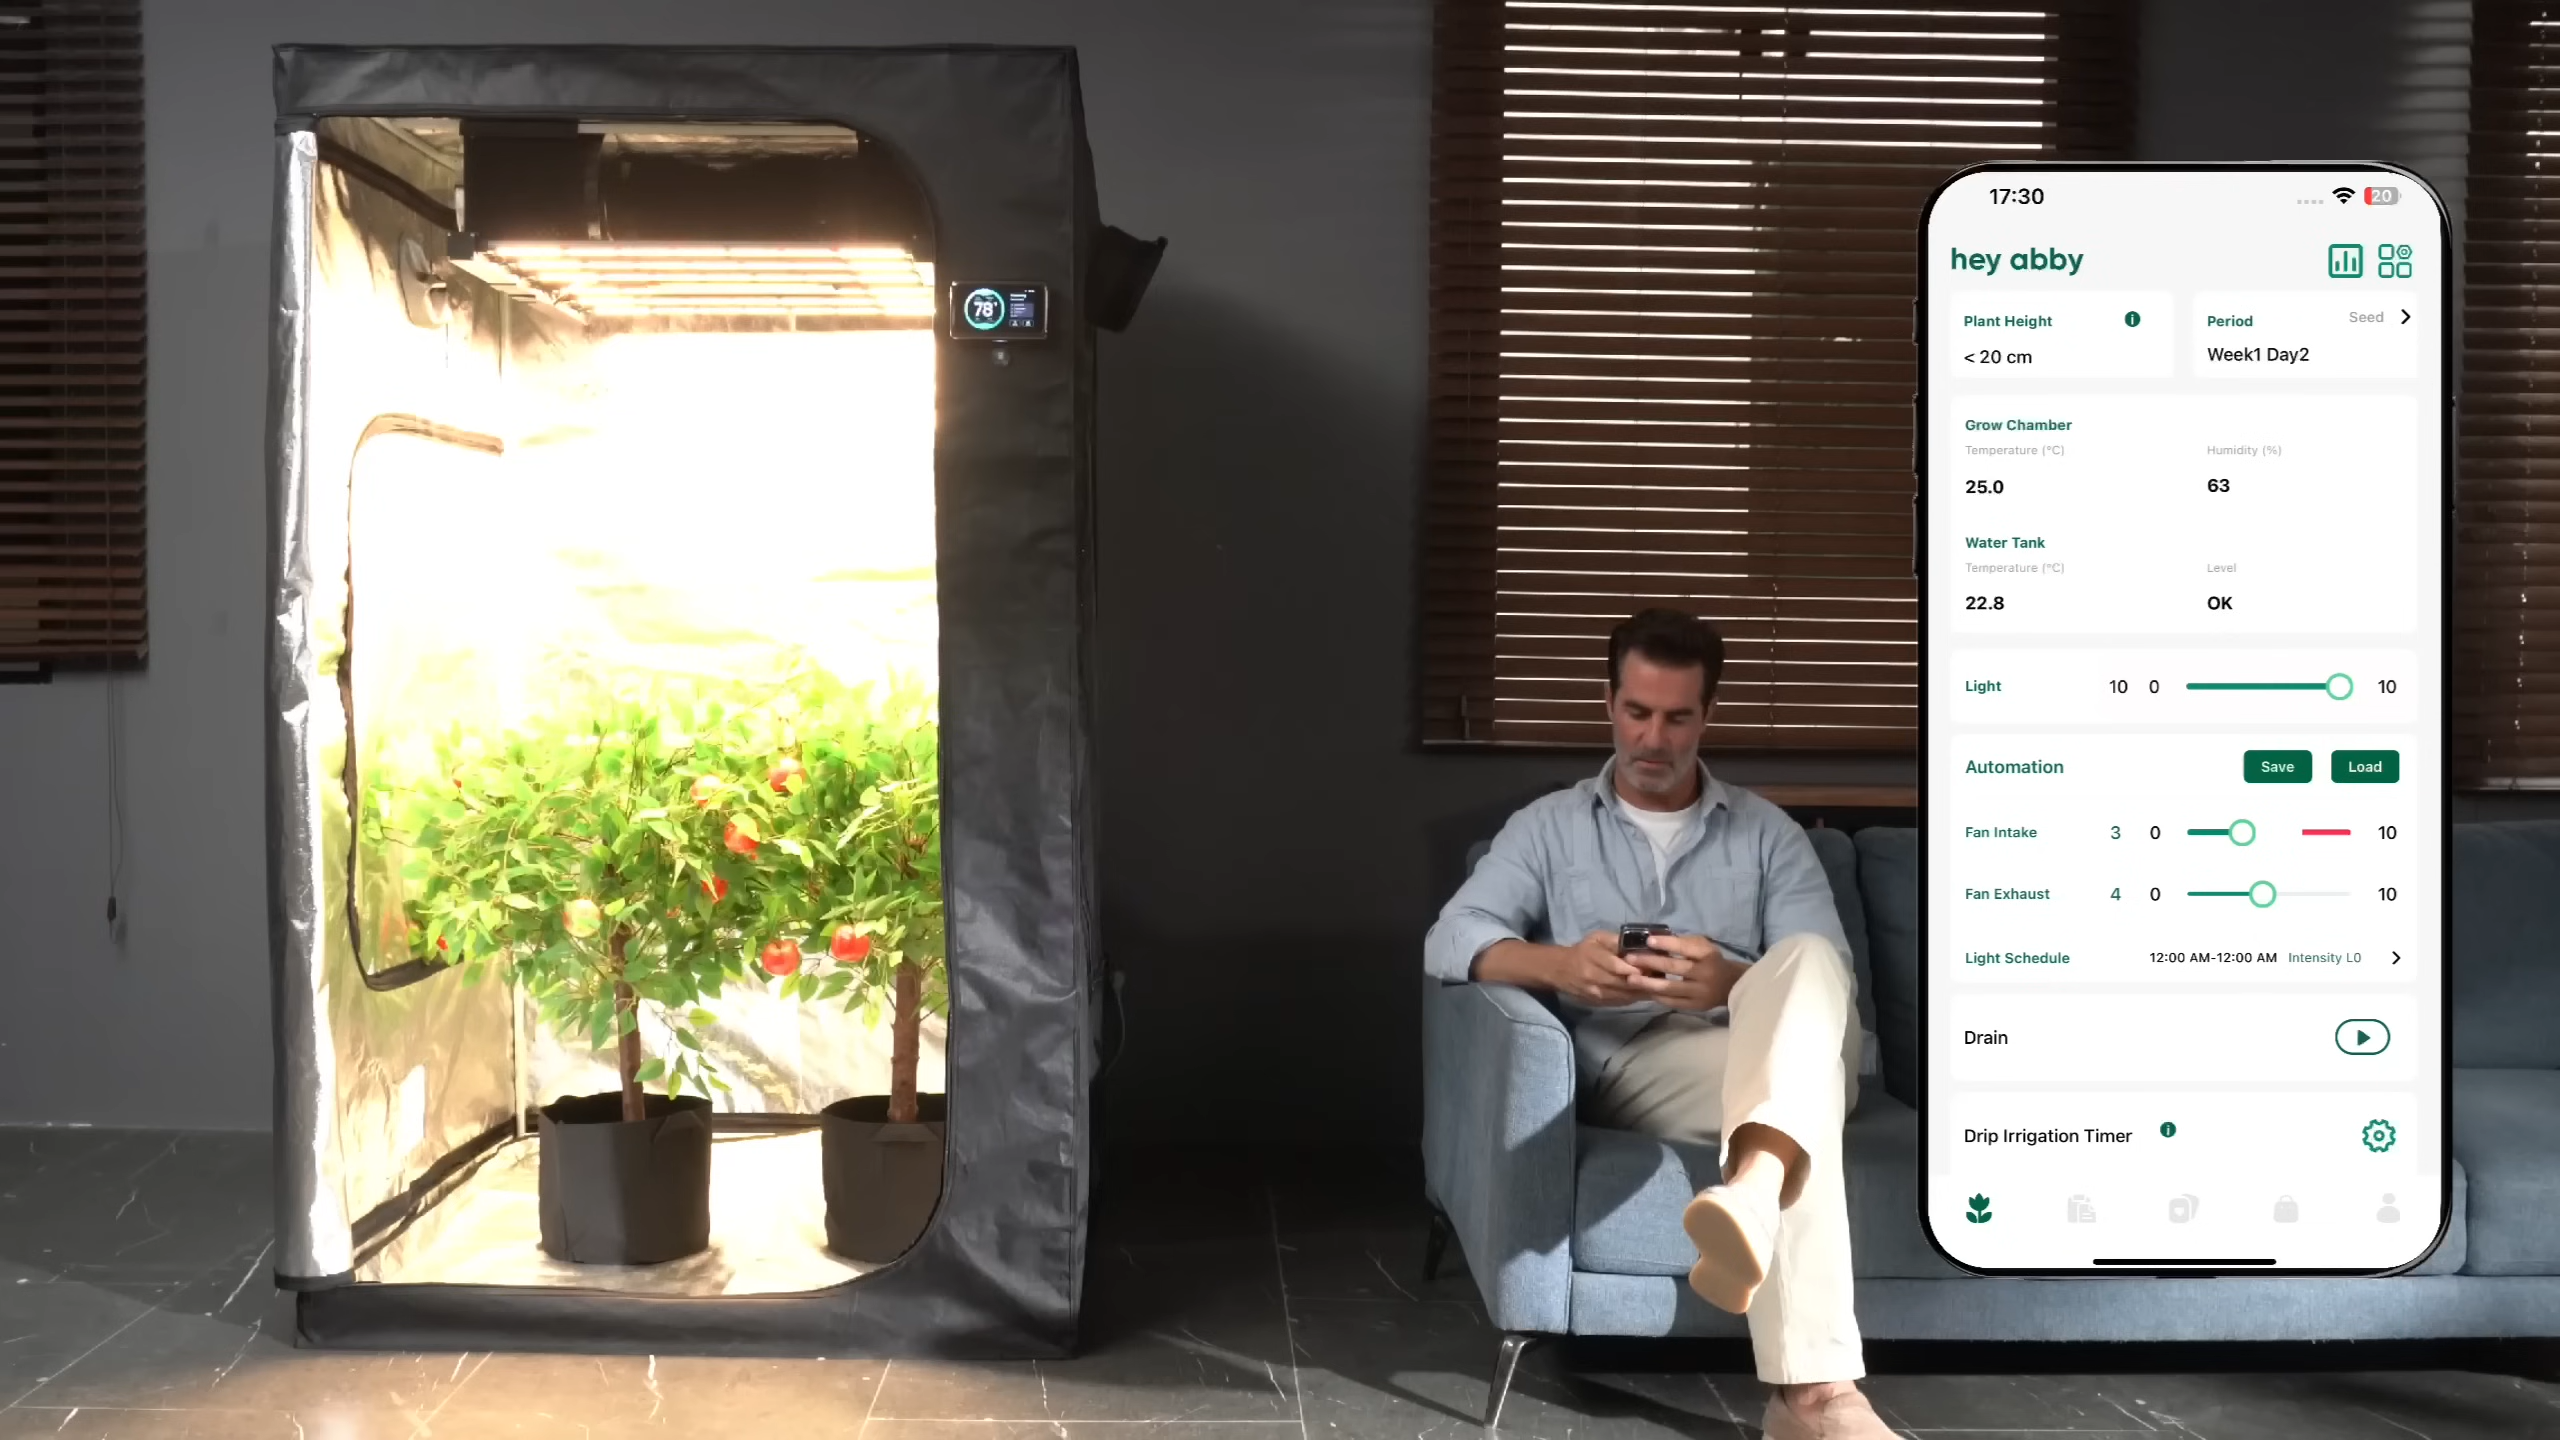 78°
17:30
20
hey abby
Plant Height
< 20 cm
Period
Seed
Week1 Day2
Grow Chamber
Temperature (°C)
Humidity (%)
25.0
63
Water Tank
Temperature (°C)
Level
22.8
OK
Light 10 0 10
Automation Save Load
Fan Intake 3 0 10
Fan Exhaust 4 0 10
Light Schedule 12:00 AM-12:00 AM Intensity L0
Drain
Drip Irrigation Timer